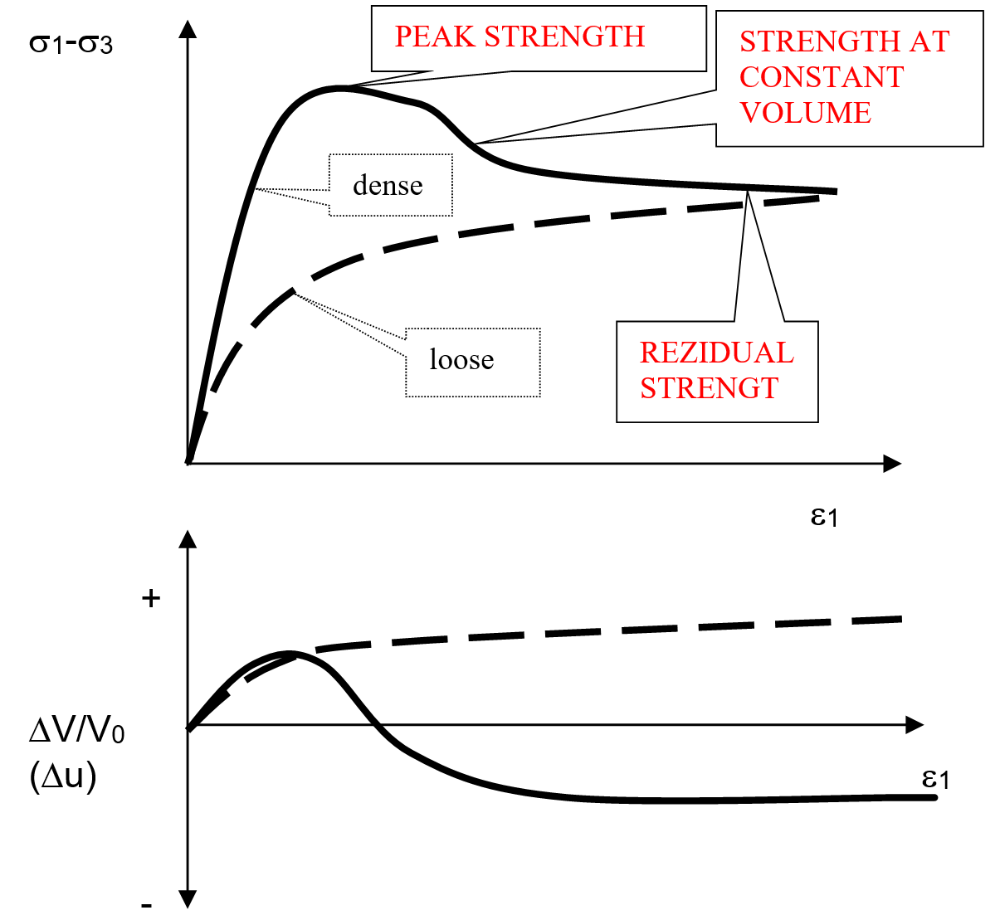 σ1-σ3
PEAK STRENGTH
STRENGTH AT
CONSTANT
VOLUME
dense
loose
REZIDUAL
STRENGT
ε1
+
ΔV/V0
(Δu)
ε1
-